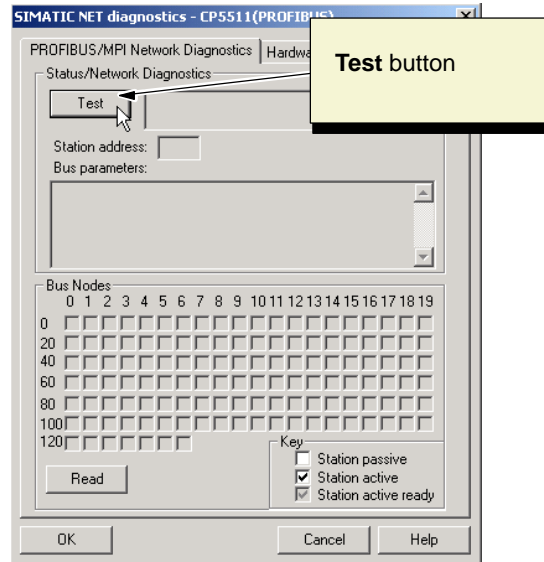 SIMATIC NET diagnostics - CP5511(PROFIBUS)
PROFIBUS/MPI Network Diagnostics
Test button
Status/Network Diagnostics
Test
Station address:
Bus parameters:
Bus Nodes
0 1 2 3 4 5 6 7 8 9 10 11 12 13 14 15 16 17 18 19
0
20
40
60
80
100
120
Key
Station passive
Read
Station active
Station active ready
OK Cancel Help